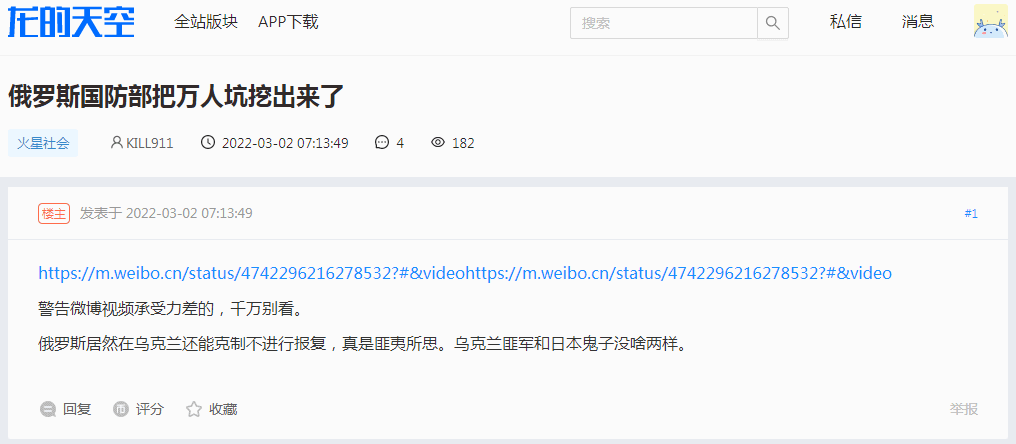 龙的天空 全站版块 APP下载 搜索 私信 消息
俄罗斯国防部把万人坑挖出来了
火星社会 KILL911 2022-03-02 07:13:49 4 182
楼主 发表于 2022-03-02 07:13:49 #1
https://m.weibo.cn/status/4742296216278532?#&videohttps://m.weibo.cn/status/4742296216278532?#&video
警告微博视频承受力差的，千万别看。
俄罗斯居然在乌克兰还能克制不进行报复，真是匪夷所思。乌克兰匪军和日本鬼子没啥两样。
回复 评分 收藏 举报